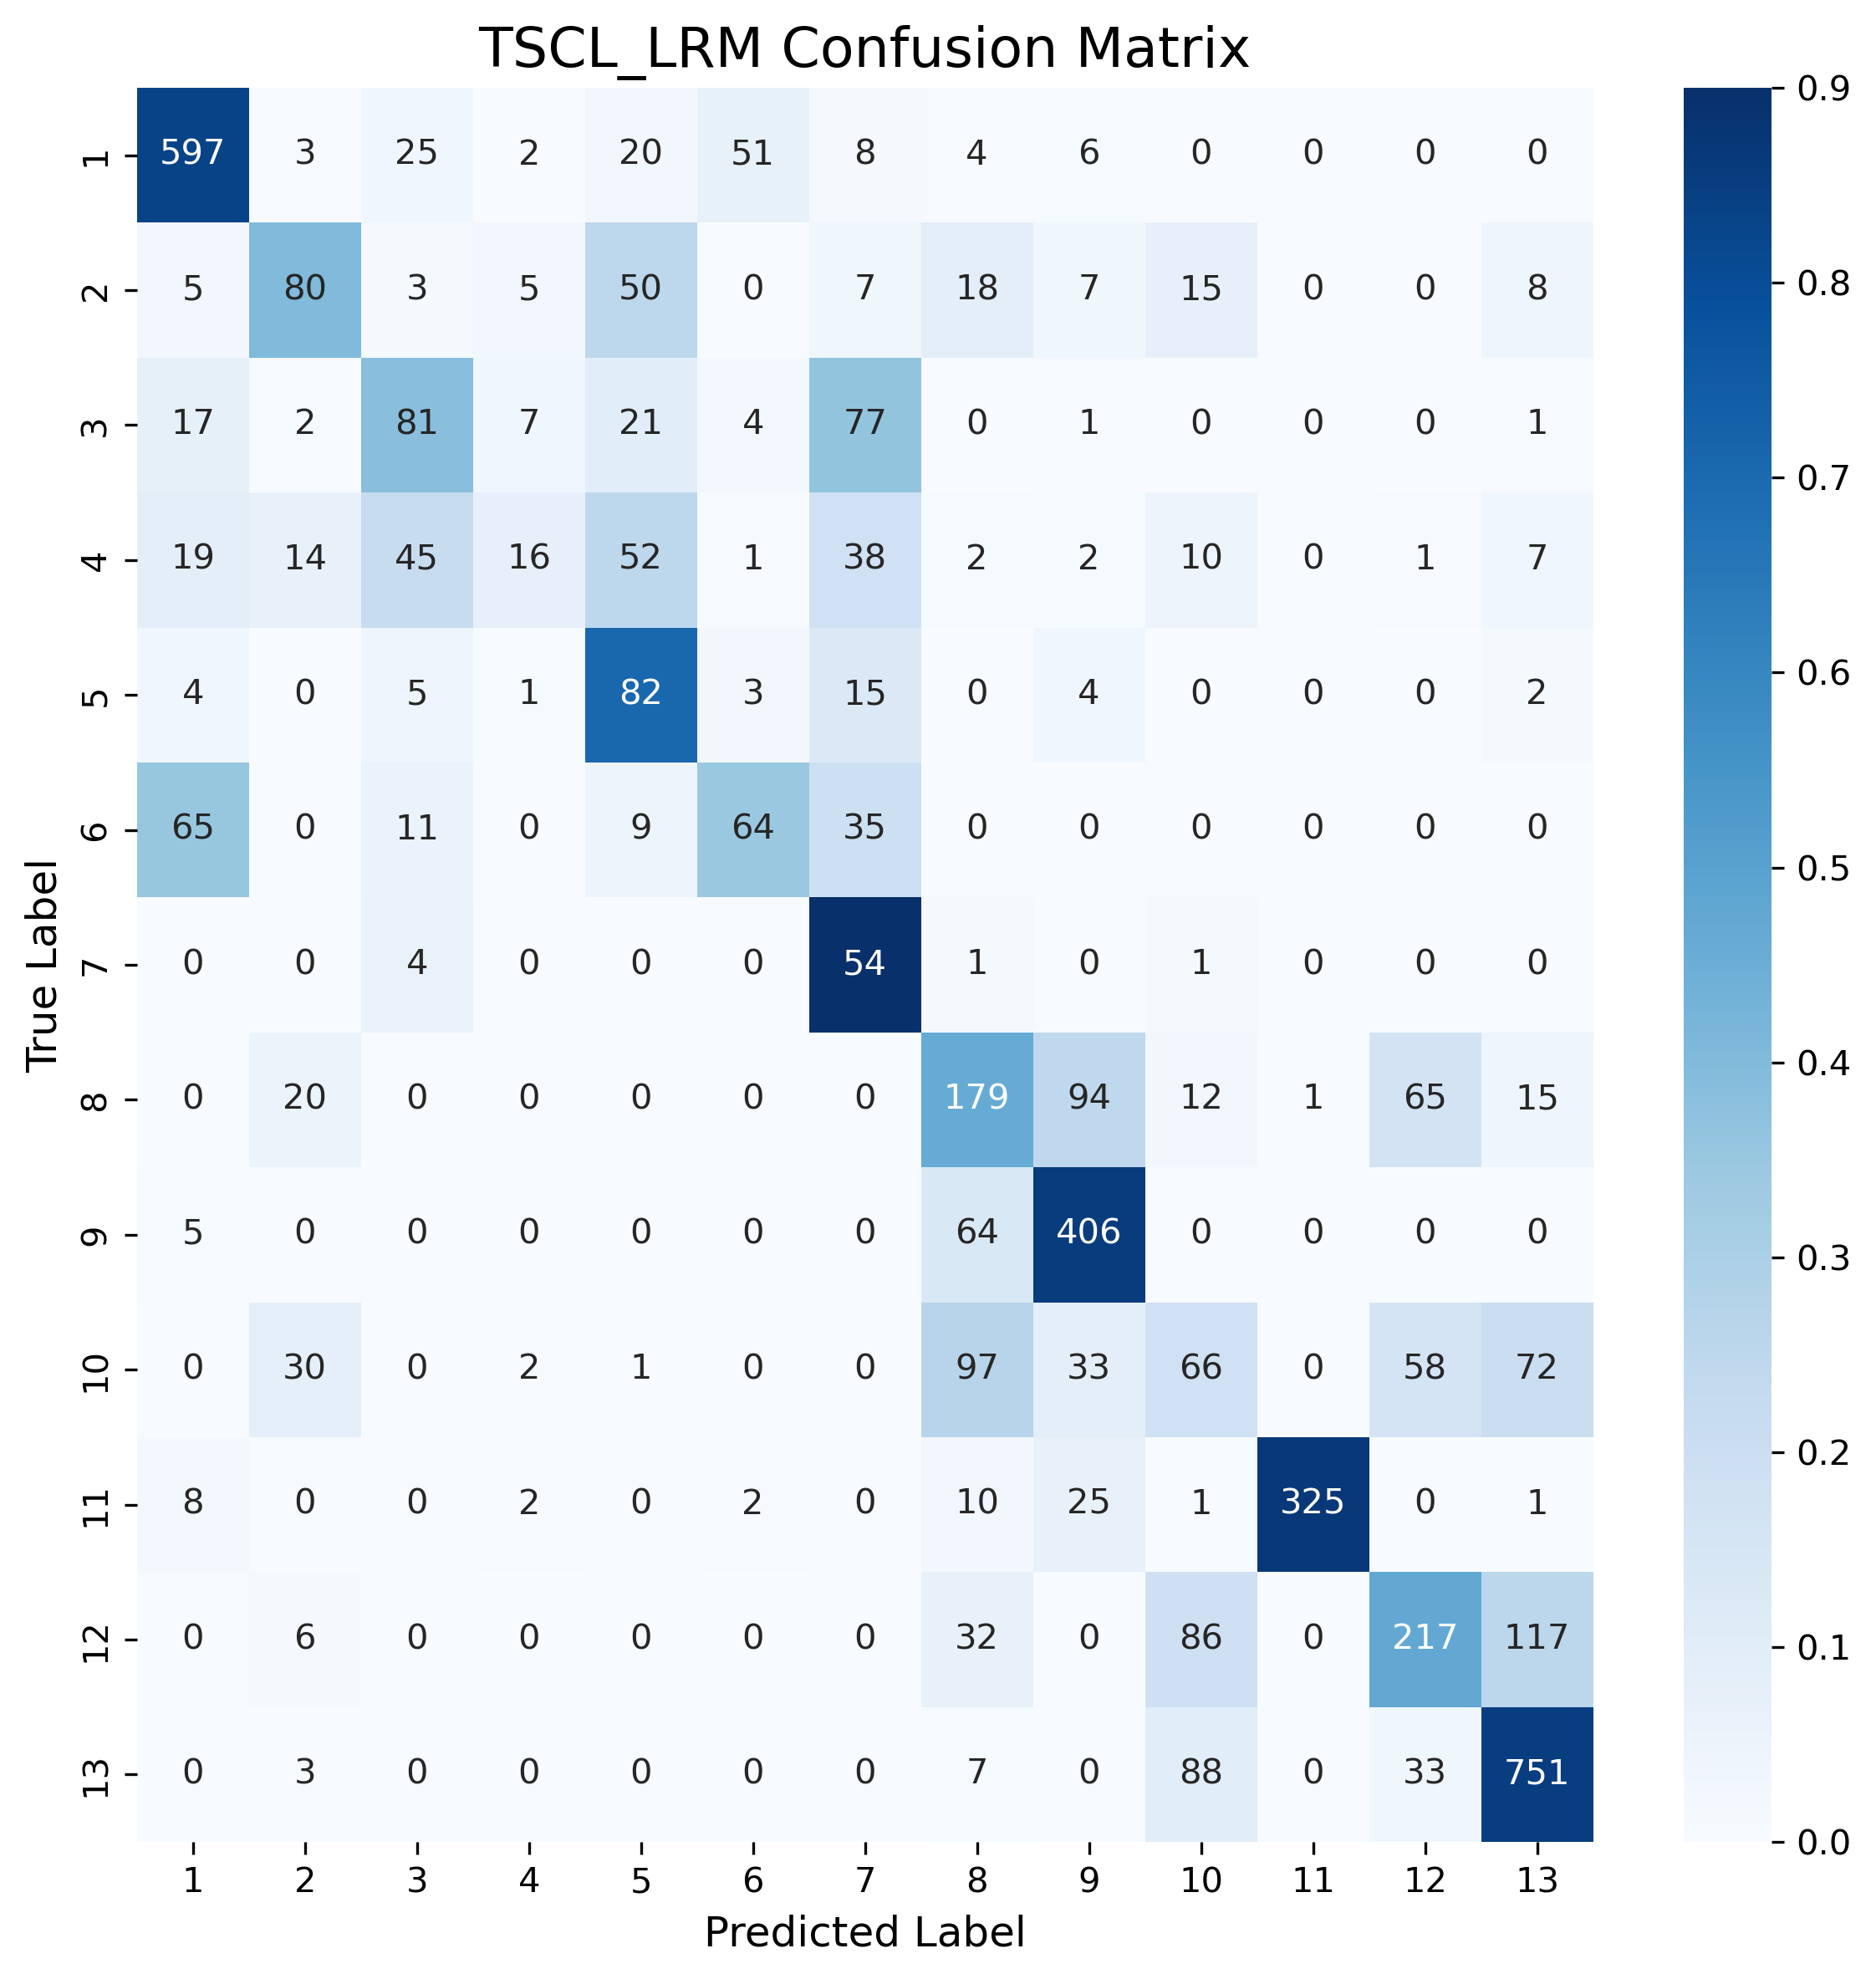 TSCL_LRM Confusion Matrix
0.9
1 597 3 25 2 20 51 8 4 6 0 0 0 0
0.8
2 5 80 3 5 50 0 7 18 7 15 0 0 8
3 17 2 81 7 21 4 77 0 1 0 0 0 1
0.7
4 19 14 45 16 52 1 38 2 2 10 0 1 7
0.6
5 4 0 5 1 82 3 15 0 4 0 0 0 2
6 65 0 11 0 9 64 35 0 0 0 0 0 0
0.5
7 0 0 4 0 0 0 54 1 0 1 0 0 0
True Label
0.4
8 0 20 0 0 0 0 0 179 94 12 1 65 15
9 5 0 0 0 0 0 0 64 406 0 0 0 0
0.3
10 0 30 0 2 1 0 0 97 33 66 0 58 72
0.2
11 8 0 0 2 0 2 0 10 25 1 325 0 1
12 0 6 0 0 0 0 0 32 0 86 0 217 117
0.1
13 0 3 0 0 0 0 0 7 0 88 0 33 751
0.0
1 2 3 4 5 6 7 8 9 10 11 12 13
Predicted Label